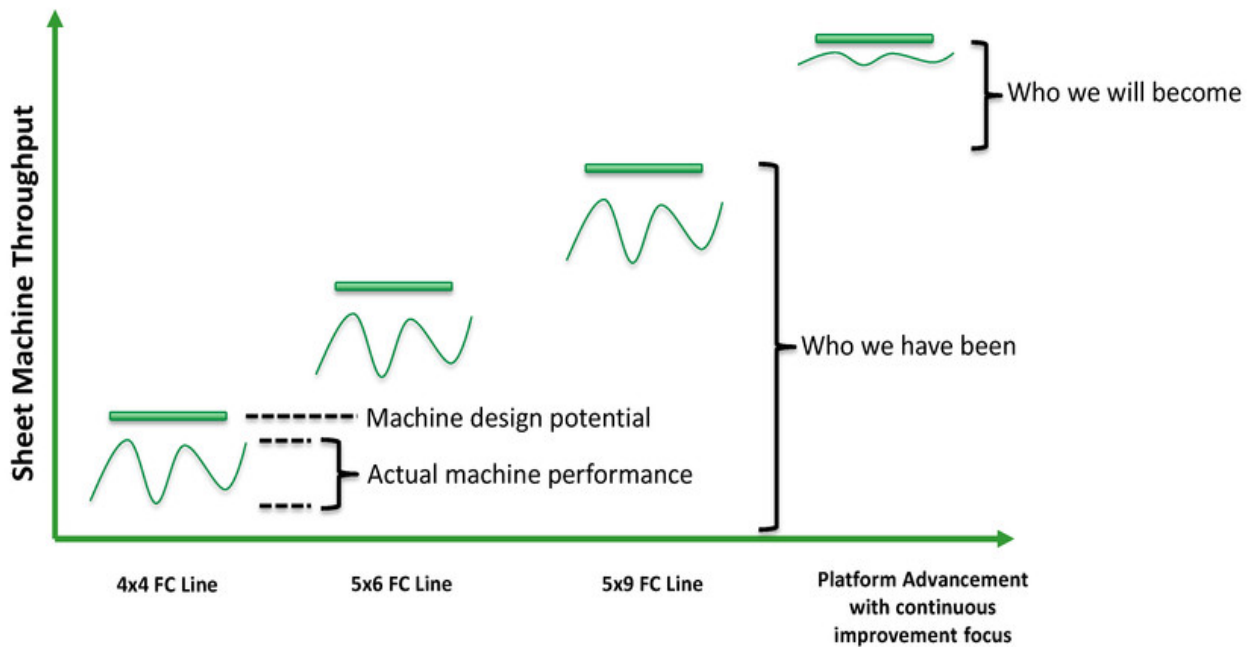 Sheet Machine Throughput
Who we will become
Who we have been
Machine design potential
Actual machine performance
4x4 FC Line
5x6 FC Line
5x9 FC Line
Platform Advancement
with continuous
improvement focus